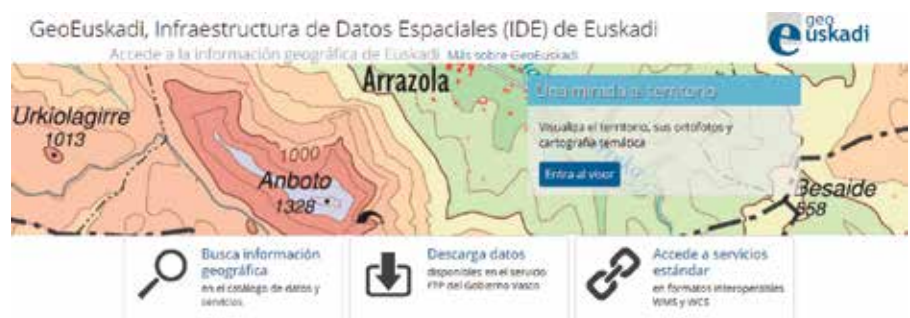 GeoEuskadi, Infraestructura de Datos Espaciales (IDE) de Euskadi
geo
euskadi
Accede a la información geográfica de Euskadi. Más sobre GeoEuskadi
Arrazola
Una mirada al territorio
Urkiolagirre
1013
Visualiza el territorio, sus ortofotos y
cartografía temática
1000
Entra al visor
Anboto
1328
Besaide
558
Busca información
geográfica
en el catálogo de datos y
servicios.
Descarga datos
disponibles en el servicio
FTP del Gobierno Vasco
Accede a servicios
estándar
en formatos interoperables
WMS y WCS